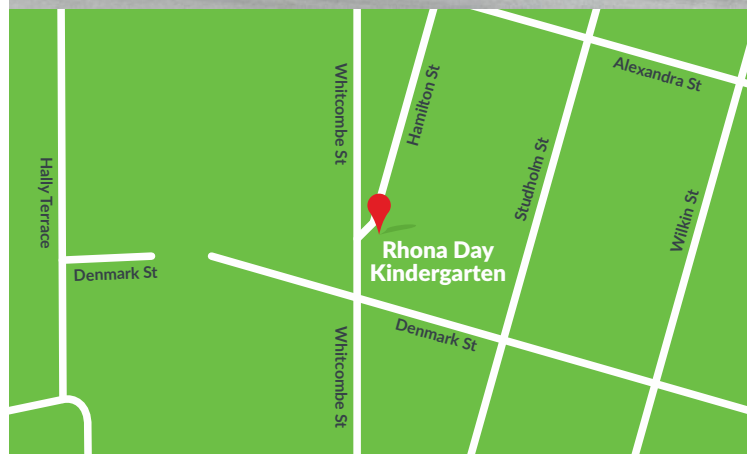 Alexandra St
Whitcombe St
Hamilton St
Studholm St
Hally Terrace
Wilkin St
Rhona Day
Kindergarten
Denmark St
Denmark St
Whitcombe St